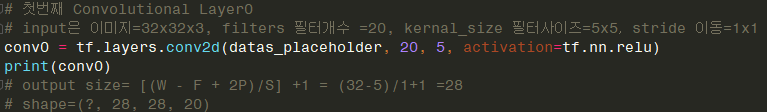 # 첫번째 Convolutional Layer0
# input은 이미지=32x32x3, filters 필터개수 =20, kernal_size 필터사이즈=5x5, stride 이동=1x1
conv0 = tf.layers.conv2d(datas_placeholder, 20, 5, activation=tf.nn.relu)
print(conv0)
# output size= [(W - F + 2P)/S] +1 = (32-5)/1+1 =28
# shape=(?, 28, 28, 20)